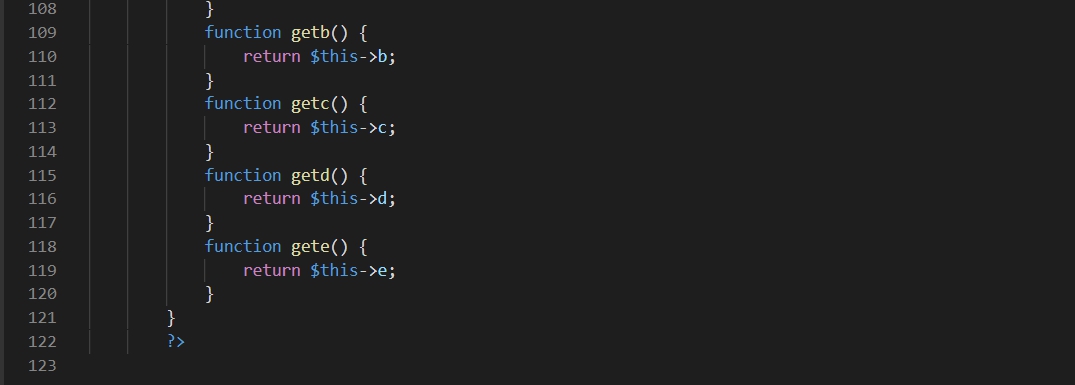 108 }
109 function getb() {
110 return $this->b;
111 }
112 function getc() {
113 return $this->c;
114 }
115 function getd() {
116 return $this->d;
117 }
118 function gete() {
119 return $this->e;
120 }
121 }
122 ?>
123